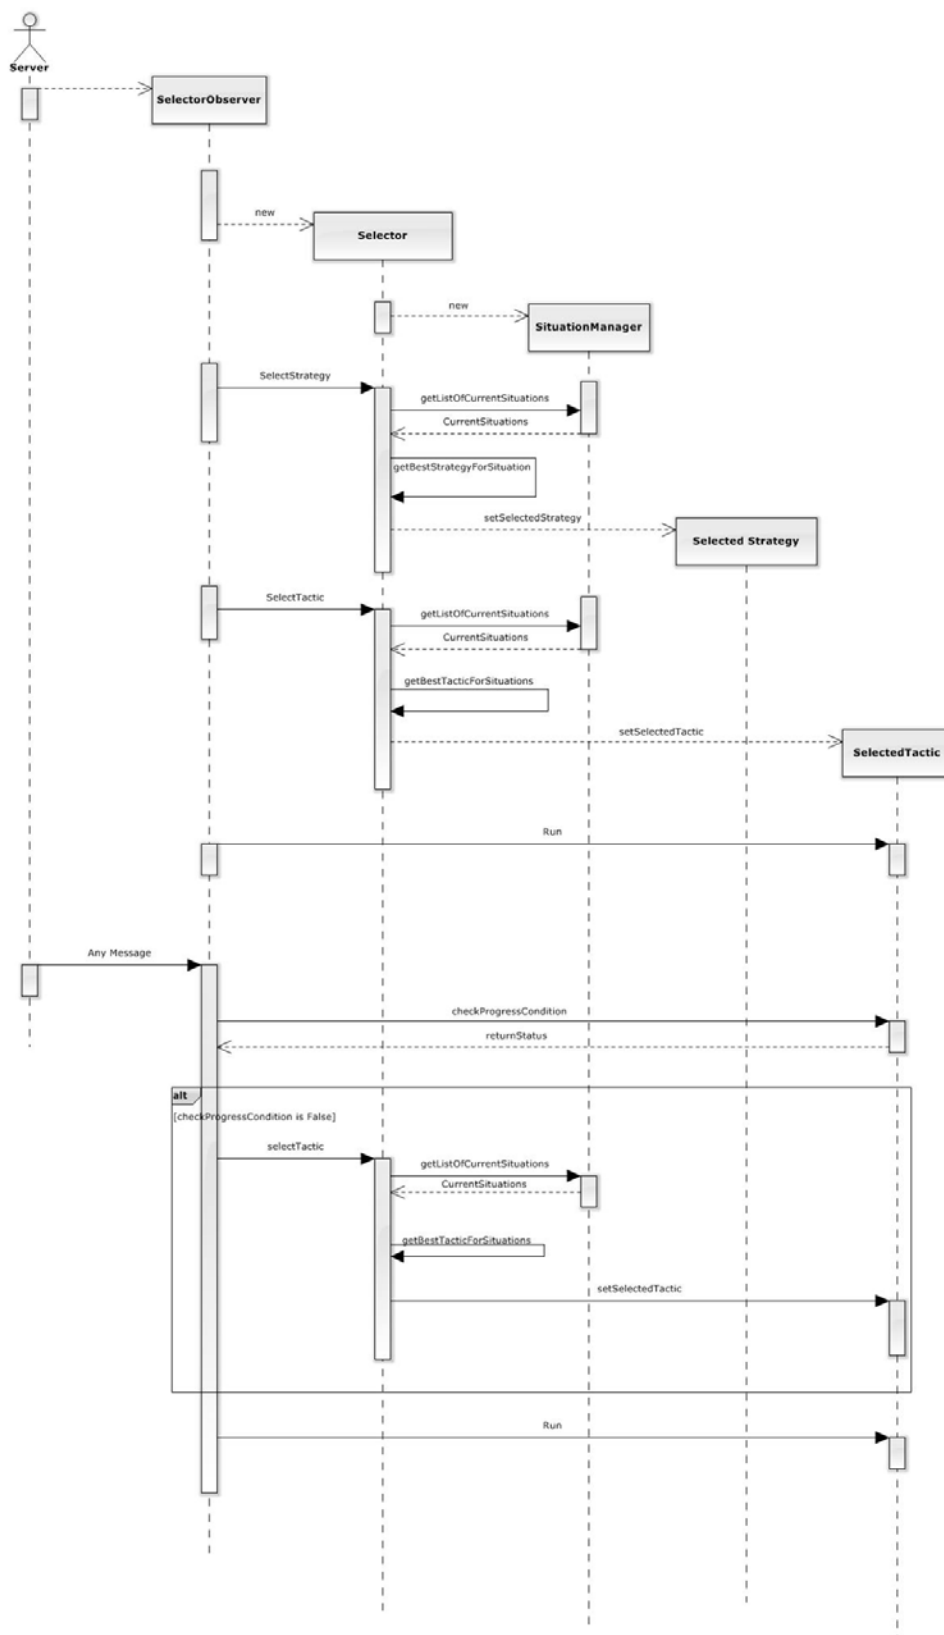 Server
SelectorObserver
new
Selector
new
SituationManager
SelectStrategy
getListOfCurrentSituations
CurrentSituations
getBestStrategyForSituation
setSelectedStrategy
Selected Strategy
SelectTactic
getListOfCurrentSituations
CurrentSituations
getBestTacticForSituations
setSelectedTactic
SelectedTactic
Run
Any Message
checkProgressCondition
returnStatus
alt
[checkProgressCondition is False]
selectTactic
getListOfCurrentSituations
CurrentSituations
getBestTacticForSituations
setSelectedTactic
Run